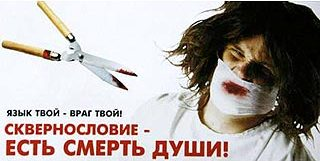 ЯЗЫК ТВОЙ - ВРАГ ТВОЙ!
СКВЕРНОСЛОВИЕ -
ЕСТЬ СМЕРТЬ ДУШИ!